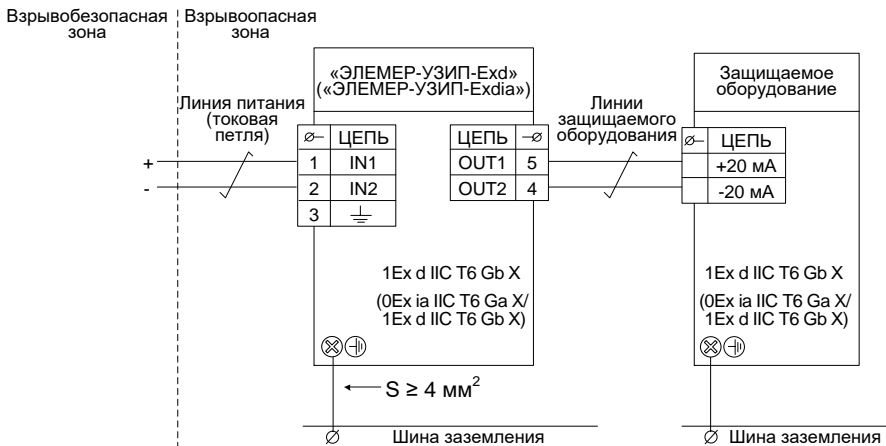 Взрывобезопасная
зона
Взрывоопасная
зона
«ЭЛЕМЕР-УЗИП-Exd»
(«ЭЛЕМЕР-УЗИП-Exdia»)
Защищаемое
оборудование
Линия питания
(токовая
петля)
Линии
защищаемого
оборудования
ЦЕПЬ
1 IN1
2 IN2
3
ЦЕПЬ
OUT1 5
OUT2 4
ЦЕПЬ
+20 мА
-20 мА
+
-
1Ex d IIC T6 Gb X
(0Ex ia IIC T6 Ga X/
1Ex d IIC T6 Gb X)
1Ex d IIC T6 Gb X
(0Ex ia IIC T6 Ga X/
1Ex d IIC T6 Gb X)
S ≥ 4 мм²
Шина заземления
Шина заземления